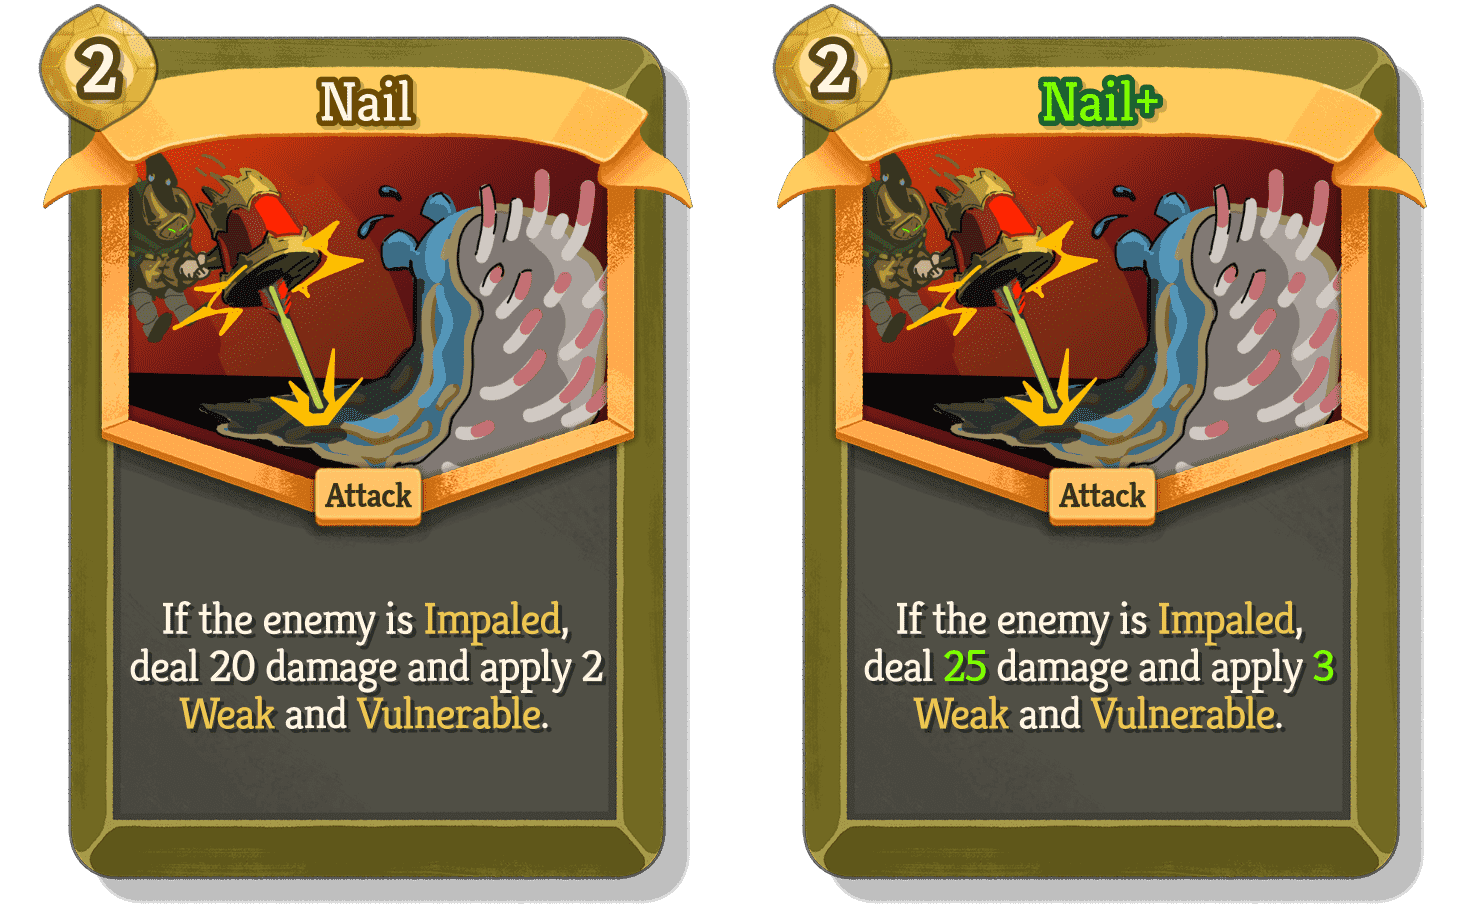 2
Nail
Attack
If the enemy is Impaled,
deal 20 damage and apply 2
Weak and Vulnerable.
2
Nail+
Attack
If the enemy is Impaled,
deal 25 damage and apply 3
Weak and Vulnerable.